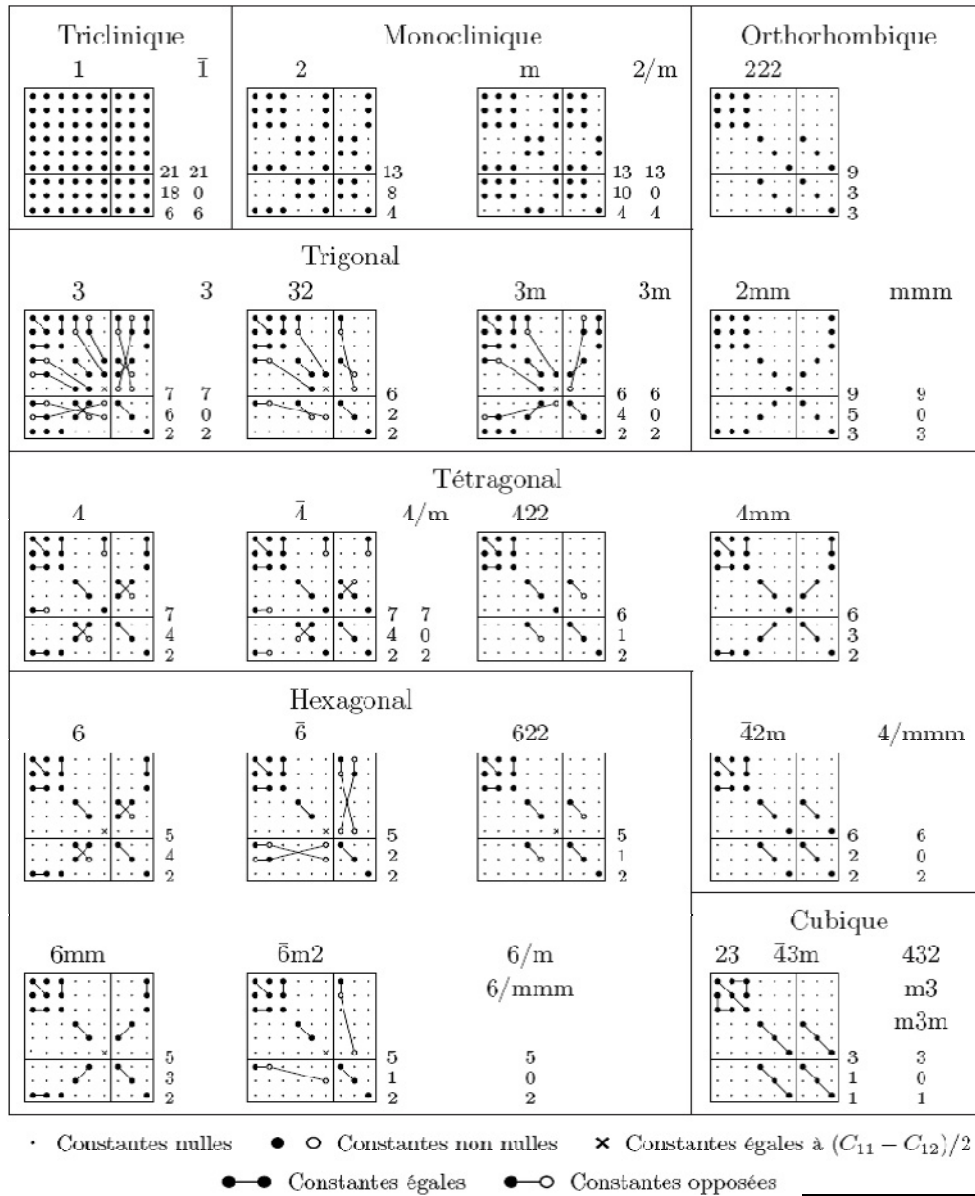 Triclinique Monoclinique Orthorhombique
1 1̄ 2 m 2/m 222
21 21 13 13 13 9
18 0 8 10 0 3
6 6 4 4 4 3
Trigonal
3 3 32 3m 3m 2mm mmm
7 7 6 6 6 9 9
6 0 2 4 0 5 0
2 2 2 2 2 3 3
Tétragonal
4 4̄ 4/m 422 4mm
7 7 7 6 6
4 4 0 1 3
2 2 2 2 2
Hexagonal
6 6̄ 622 4̄2m 4/mmm
5 5 5 6 6
4 2 1 2 0
2 2 2 2 2
Cubique
6mm 6̄m2 6/m 23 4̄3m 432
6/mmm m3
m3m
5 5 5 3 3
3 1 0 1 0
2 2 2 1 1
· Constantes nulles ● ○ Constantes non nulles × Constantes égales à (C₁₁ − C₁₂)/2
●—● Constantes égales ●—○ Constantes opposées